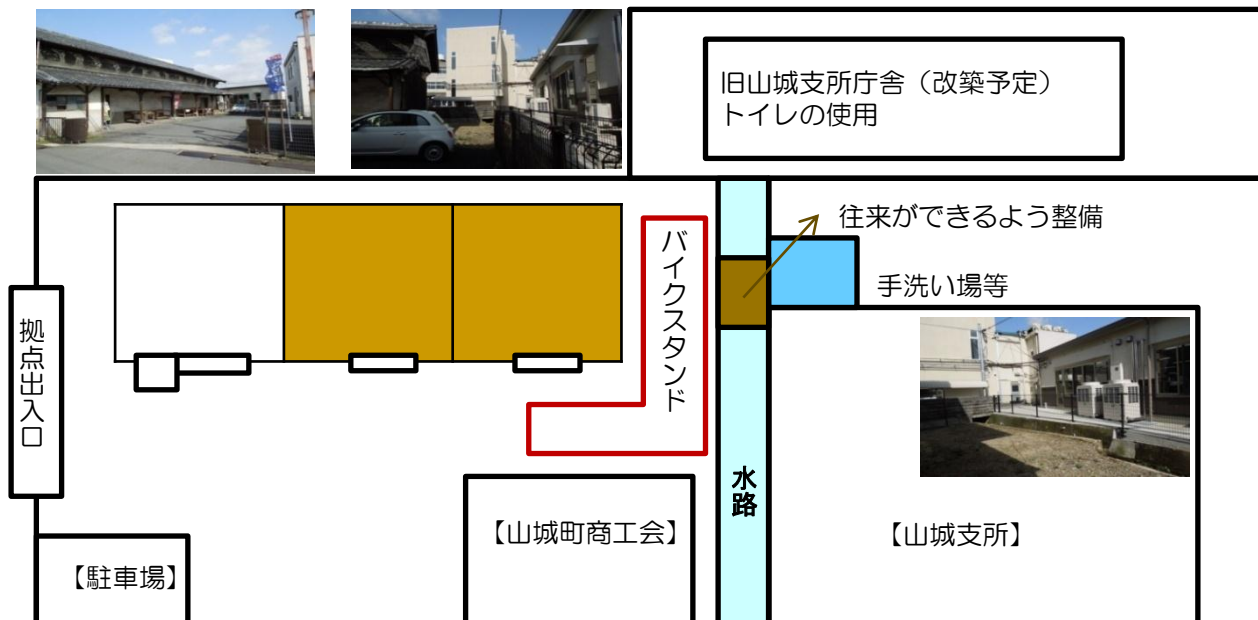 旧山城支所庁舎（改築予定）
トイレの使用
往来ができるよう整備
手洗い場等
バイクスタンド
拠点出入口
水路
【山城町商工会】
【山城支所】
【駐車場】